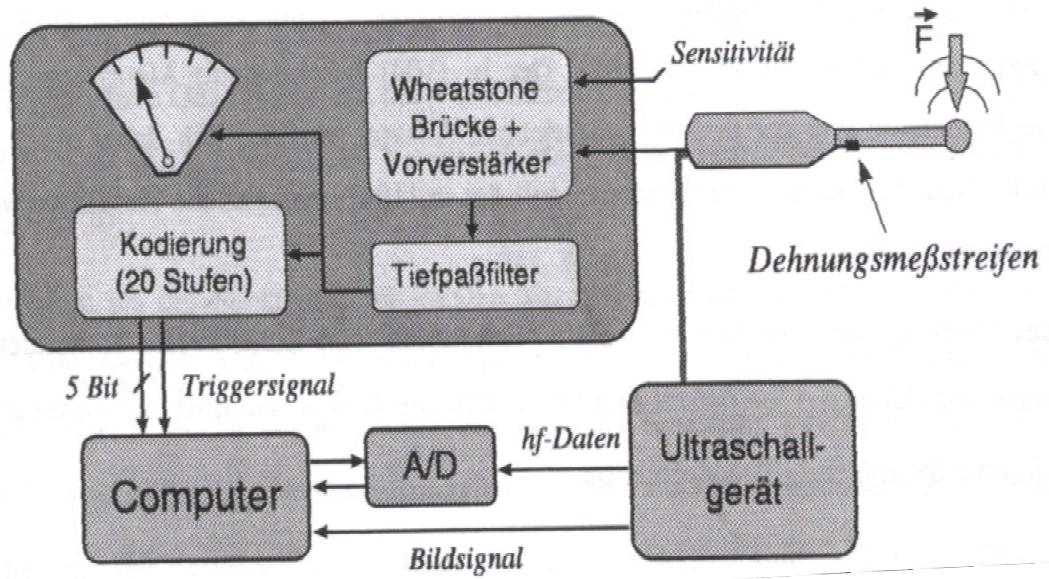 Sensitivität
F
Wheatstone
Brücke +
Vorverstärker
Kodierung
(20 Stufen)
Tiefpaßfilter
Dehnungsmeßstreifen
5 Bit
Triggersignal
hf-Daten
Ultraschall-
gerät
A/D
Computer
Bildsignal